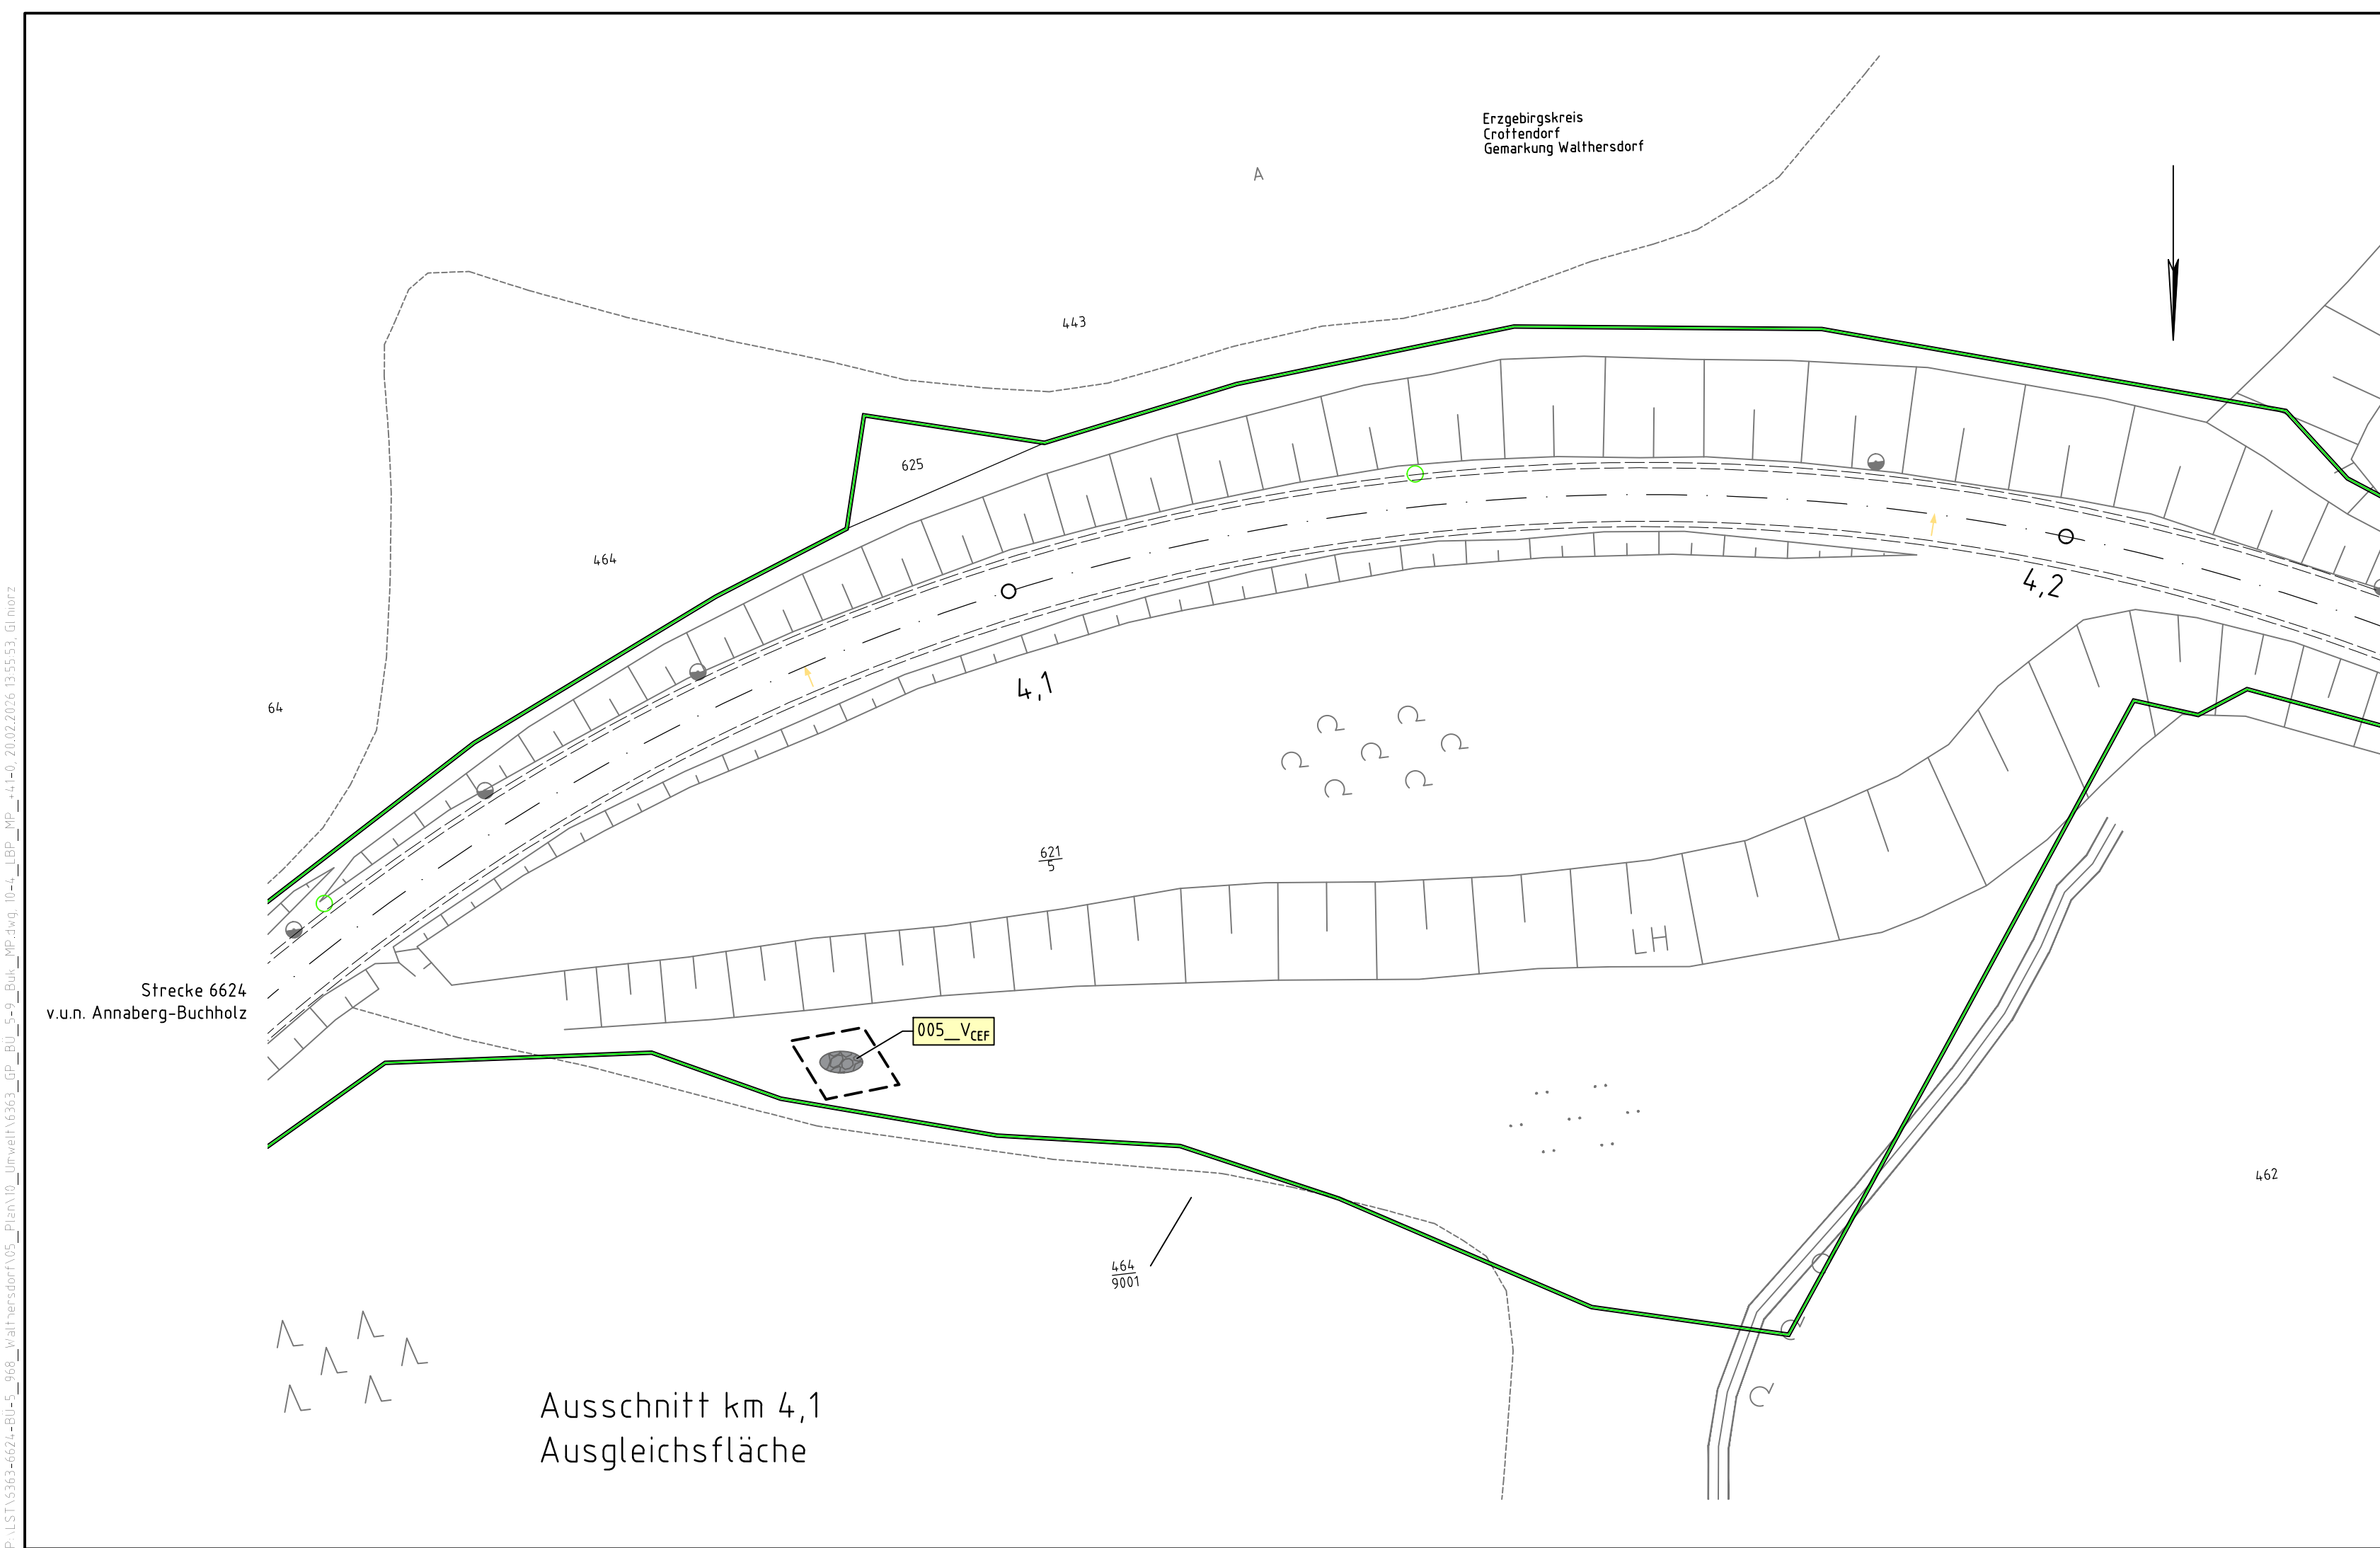 Erzgebirgskreis
Crottendorf
Gemarkung Walthersdorf
A
443
625
464
4,2
64
4,1
621
5
LH
Strecke 6624
v.u.n. Annaberg-Buchholz
005_VCEF
462
464
9001
Ausschnitt km 4,1
Ausgleichsfläche